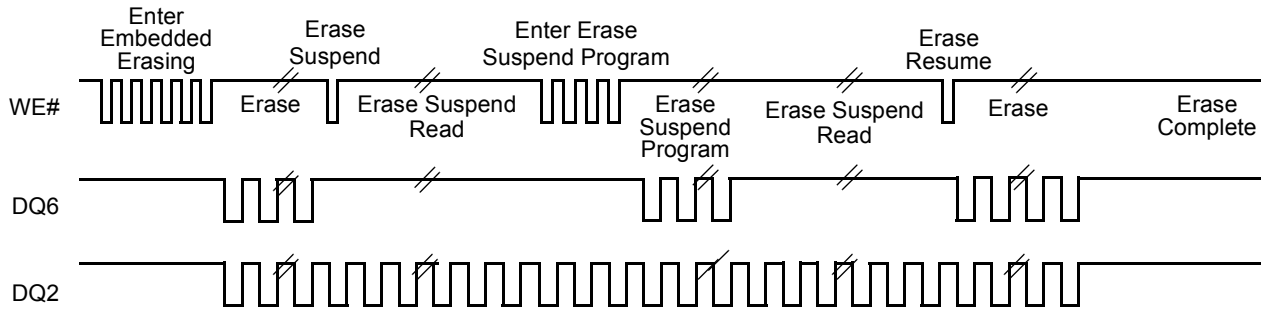 Enter
Embedded
Erasing
Erase
Suspend
Enter Erase
Suspend Program
Erase
Resume
WE#
Erase
Erase Suspend
Read
Erase
Suspend
Program
Erase Suspend
Read
Erase
Erase
Complete
DQ6
DQ2